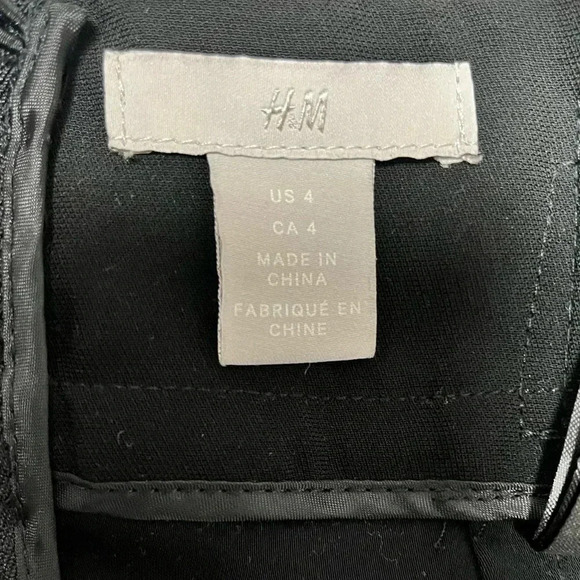 H&M
US 4
CA 4
MADE IN
CHINA
FABRIQUÉ EN
CHINE